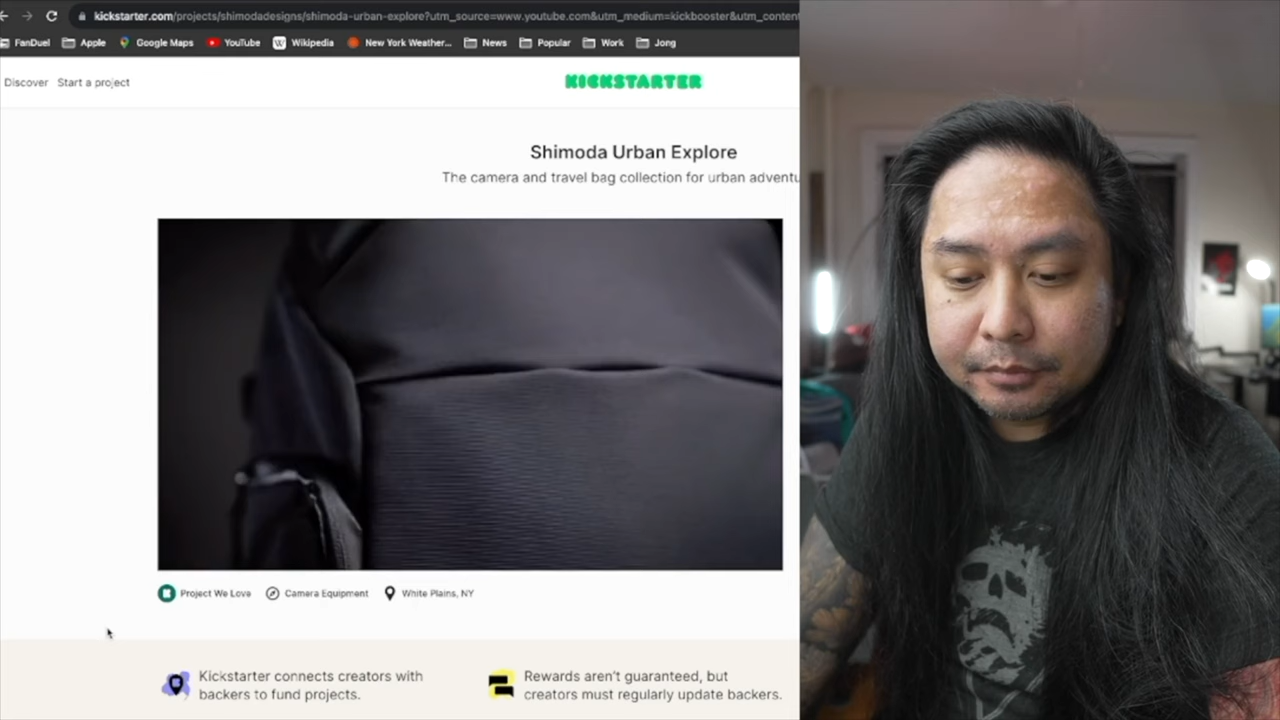 kickstarter.com/projects/shimodadesigns/shimoda-urban-explore?utm_source=www.youtube.com&utm_medium=kickbooster&utm_content
FanDuel Apple Google Maps YouTube Wikipedia New York Weather... News Popular Work Jong
Discover Start a project KICKSTARTER
Shimoda Urban Explore
The camera and travel bag collection for urban adventu
Project We Love Camera Equipment White Plains, NY
Kickstarter connects creators with
backers to fund projects.
Rewards aren't guaranteed, but
creators must regularly update backers.